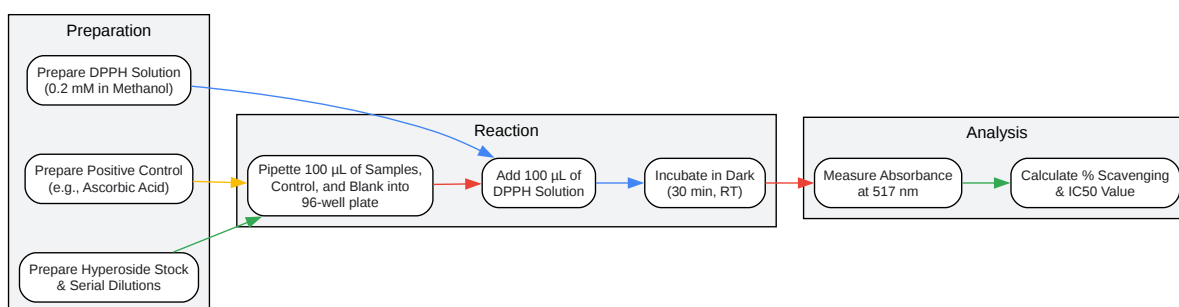 Preparation
Prepare DPPH Solution
(0.2 mM in Methanol)
Prepare Positive Control
(e.g., Ascorbic Acid)
Prepare Hyperoside Stock
& Serial Dilutions
Reaction
Pipette 100 µL of Samples,
Control, and Blank into
96-well plate
Add 100 µL of
DPPH Solution
Incubate in Dark
(30 min, RT)
Analysis
Measure Absorbance
at 517 nm
Calculate % Scavenging
& IC50 Value